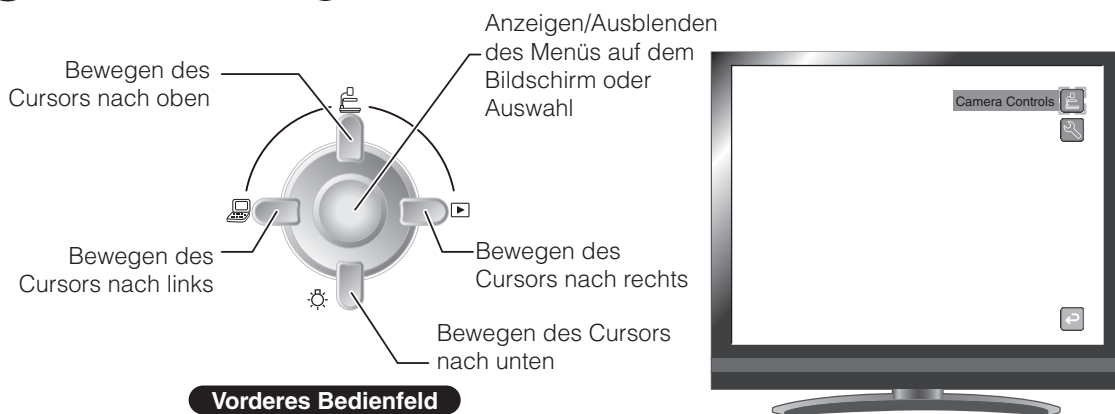 Anzeigen/Ausblenden
des Menüs auf dem
Bildschirm oder
Auswahl
Bewegen des
Cursors nach oben
Bewegen des
Cursors nach links
Bewegen des
Cursors nach rechts
Bewegen des Cursors
nach unten
Vorderes Bedienfeld
Camera Controls